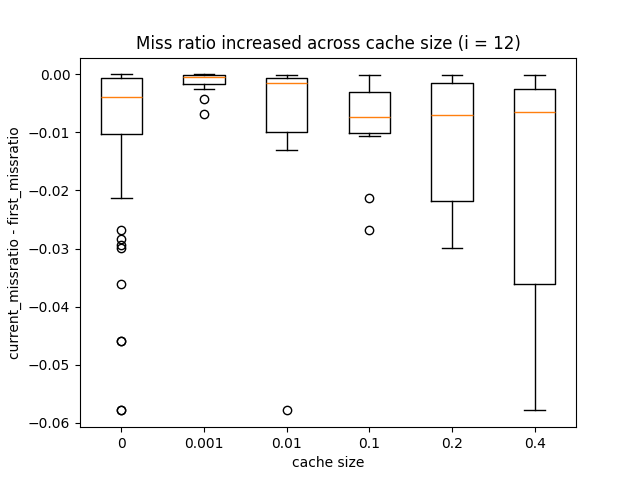 Miss ratio increased across cache size (i = 12)
current_missratio - first_missratio
0.00
−0.01
−0.02
−0.03
−0.04
−0.05
−0.06
0 0.001 0.01 0.1 0.2 0.4
cache size